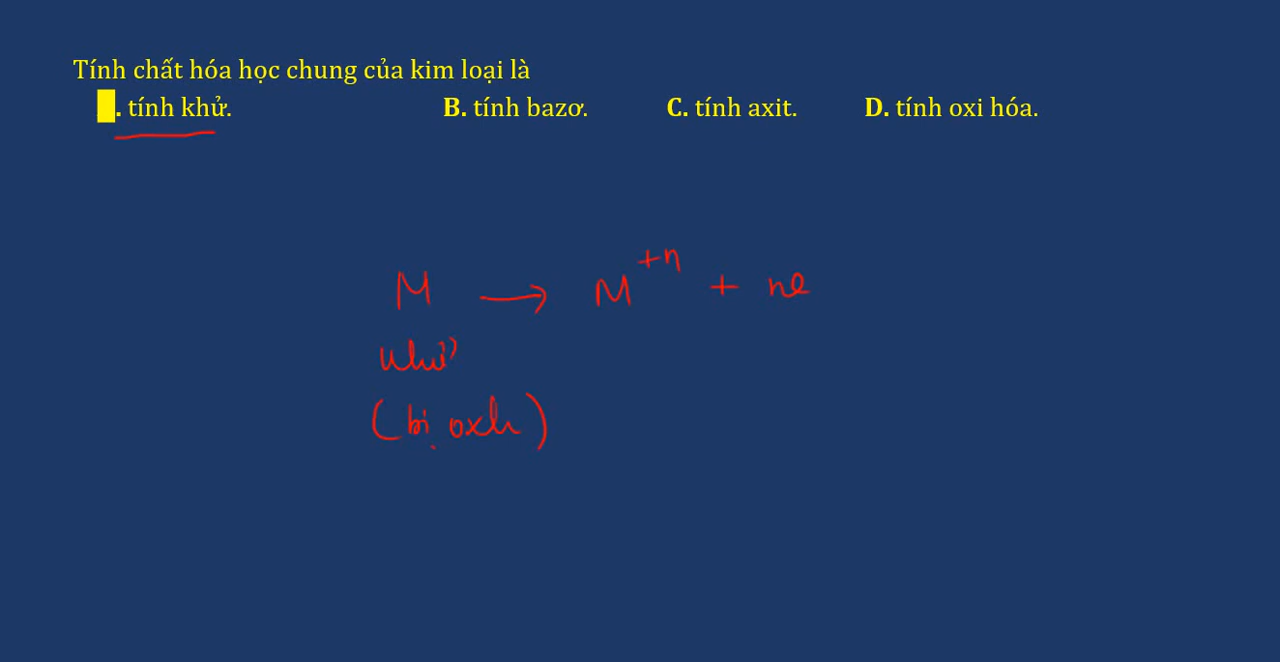 Tính chất hóa học chung của kim loại là
. tính khử. B. tính bazơ. C. tính axit. D. tính oxi hóa.
M → M⁺ⁿ + ne
khử
(bị oxh)